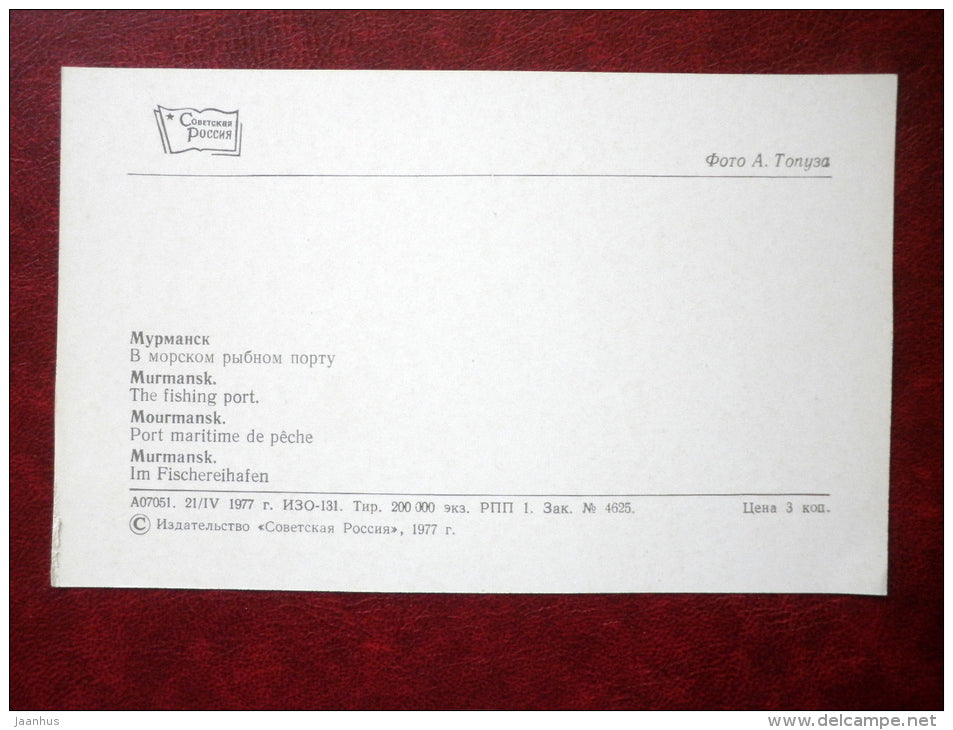 Советская
Россия
Фото А. Топуза
Мурманск
В морском рыбном порту
Murmansk.
The fishing port.
Mourmansk.
Port maritime de pêche
Murmansk.
Im Fischereihafen
А07051. 21/IV 1977 г. ИЗО-131. Тир. 200 000 экз. РПП 1. Зак. № 4625. Цена 3 коп.
© Издательство «Советская Россия», 1977 г.
jaanhus
www.delcampe.net